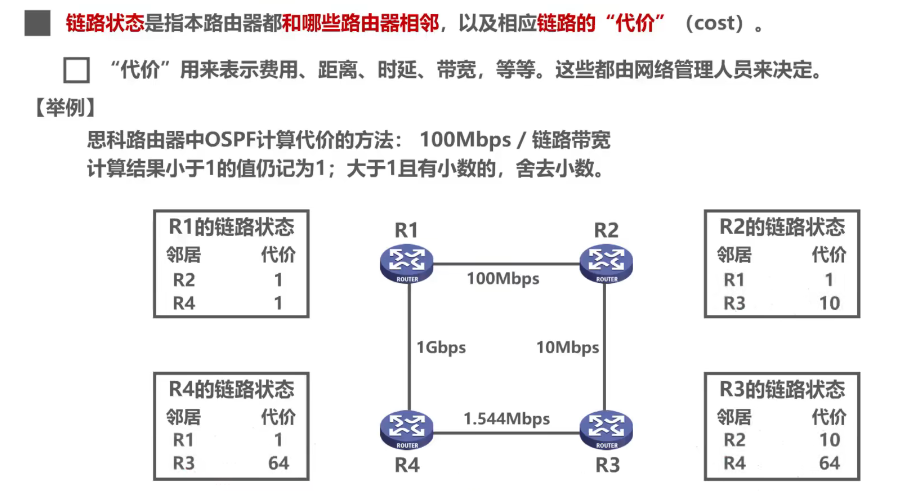 链路状态是指本路由器都和哪些路由器相邻，以及相应链路的“代价”（cost）。
“代价”用来表示费用、距离、时延、带宽，等等。这些都由网络管理人员来决定。
【举例】
思科路由器中OSPF计算代价的方法： 100Mbps / 链路带宽
计算结果小于1的值仍记为1；大于1且有小数的，舍去小数。
R1的链路状态
邻居 代价
R2 1
R4 1
R1
R2
ROUTER
ROUTER
100Mbps
1Gbps
10Mbps
1.544Mbps
ROUTER
ROUTER
R4
R3
R2的链路状态
邻居 代价
R1 1
R3 10
R4的链路状态
邻居 代价
R1 1
R3 64
R3的链路状态
邻居 代价
R2 10
R4 64